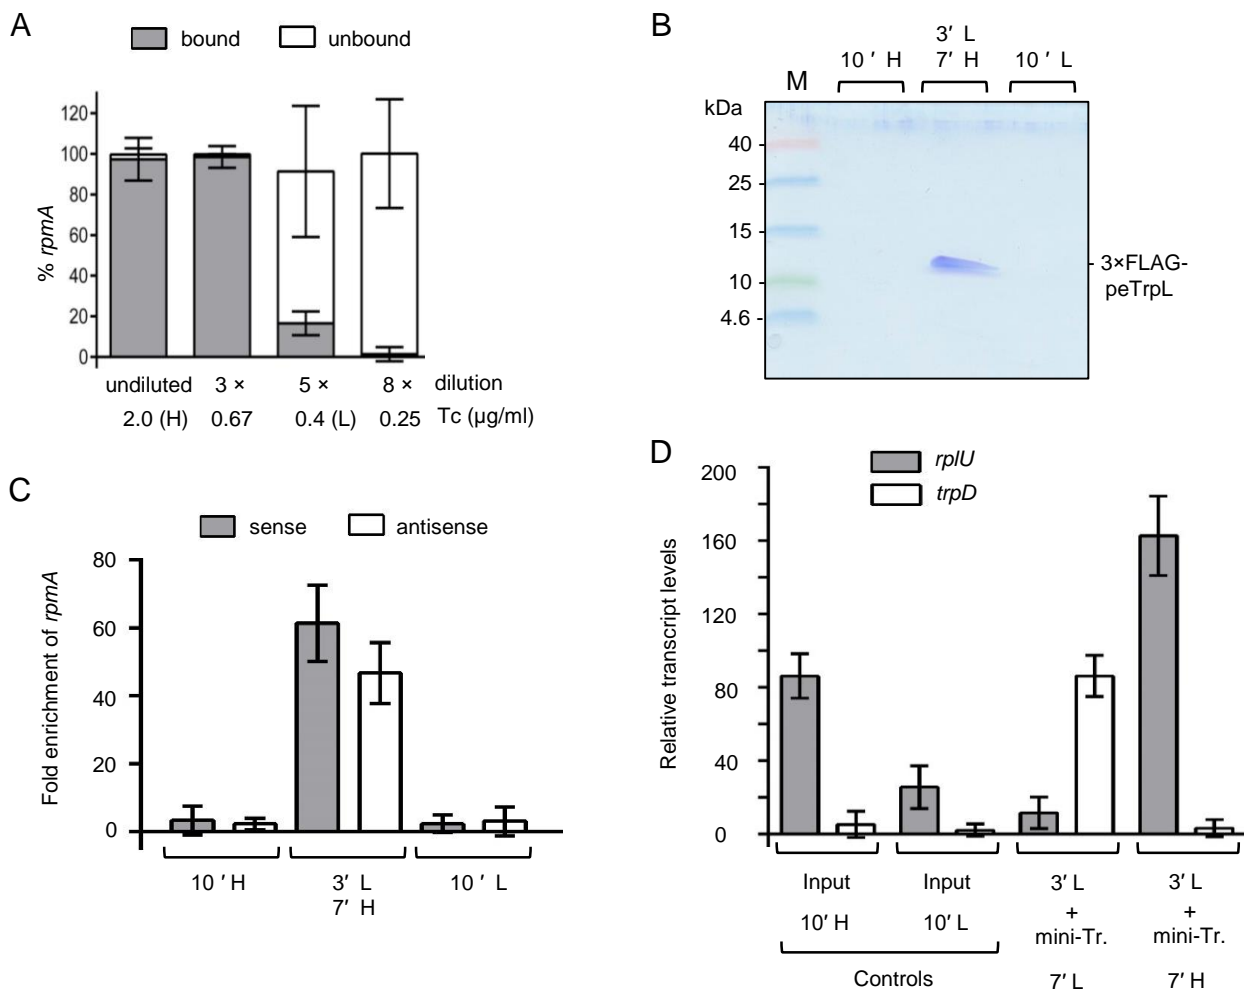 A
bound unbound
% rpmA
120
100
80
60
40
20
0
undiluted 3 × 5 × 8 × dilution
2.0 (H) 0.67 0.4 (L) 0.25 Tc (µg/ml)
B
3′ L
10 ′ H 7′ H 10 ′ L
M
kDa
40
25
15
10
4.6
3×FLAG-
peTrpL
C
sense antisense
Fold enrichment of rpmA
80
60
40
20
0
10 ′ H 3′ L 10 ′ L
7′ H
D
rplU
trpD
Relative transcript levels
200
160
120
80
40
0
Input Input 3′ L 3′ L
+ +
10′ H 10′ L mini-Tr. mini-Tr.
Controls 7′ L 7′ H